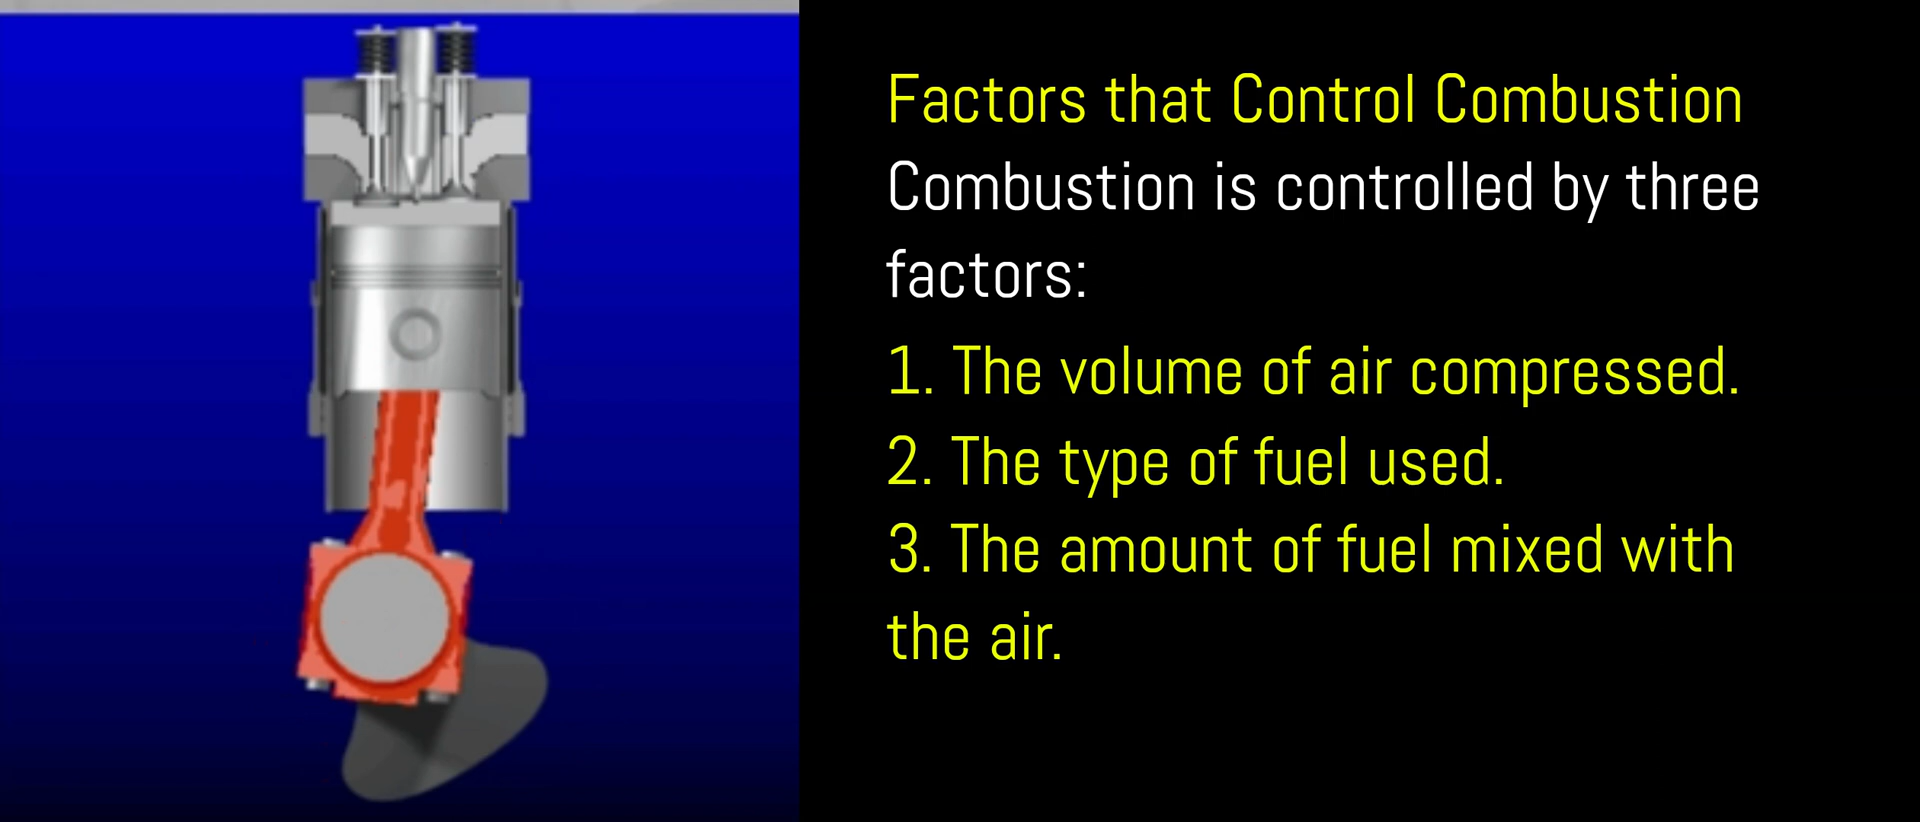 Factors that Control Combustion
Combustion is controlled by three
factors:
1. The volume of air compressed.
2. The type of fuel used.
3. The amount of fuel mixed with
the air.